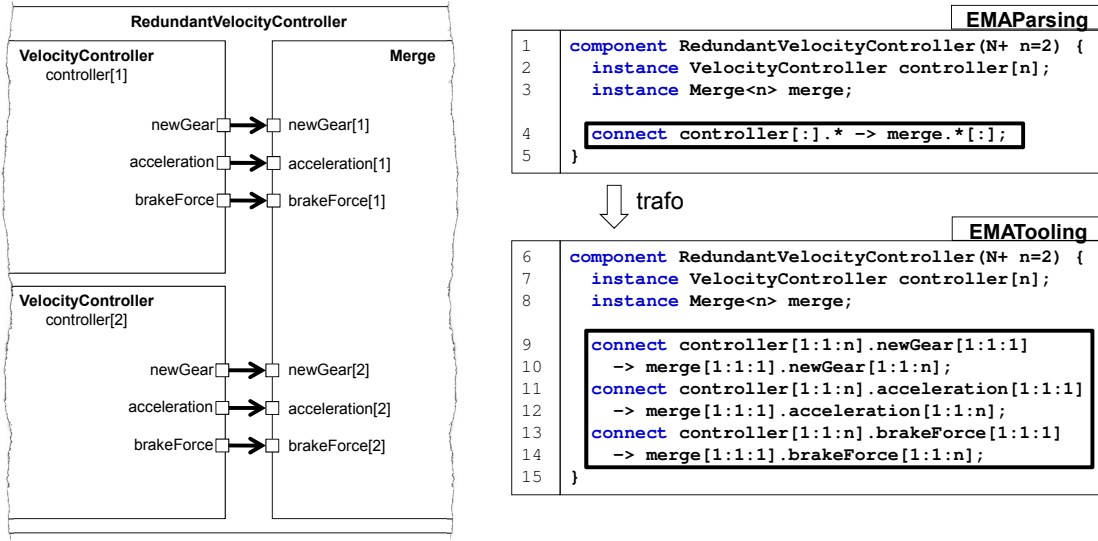 RedundantVelocityController
VelocityController
controller[1]
Merge
newGear newGear[1]
acceleration acceleration[1]
brakeForce brakeForce[1]
VelocityController
controller[2]
newGear newGear[2]
acceleration acceleration[2]
brakeForce brakeForce[2]
EMAParsing
1 component RedundantVelocityController(N+ n=2) {
2 instance VelocityController controller[n];
3 instance Merge<n> merge;
4 connect controller[:].* -> merge.*[:];
5 }
trafo
EMATooling
6 component RedundantVelocityController(N+ n=2) {
7 instance VelocityController controller[n];
8 instance Merge<n> merge;
9 connect controller[1:1:n].newGear[1:1:1]
10 -> merge[1:1:1].newGear[1:1:n];
11 connect controller[1:1:n].acceleration[1:1:1]
12 -> merge[1:1:1].acceleration[1:1:n];
13 connect controller[1:1:n].brakeForce[1:1:1]
14 -> merge[1:1:1].brakeForce[1:1:n];
15 }